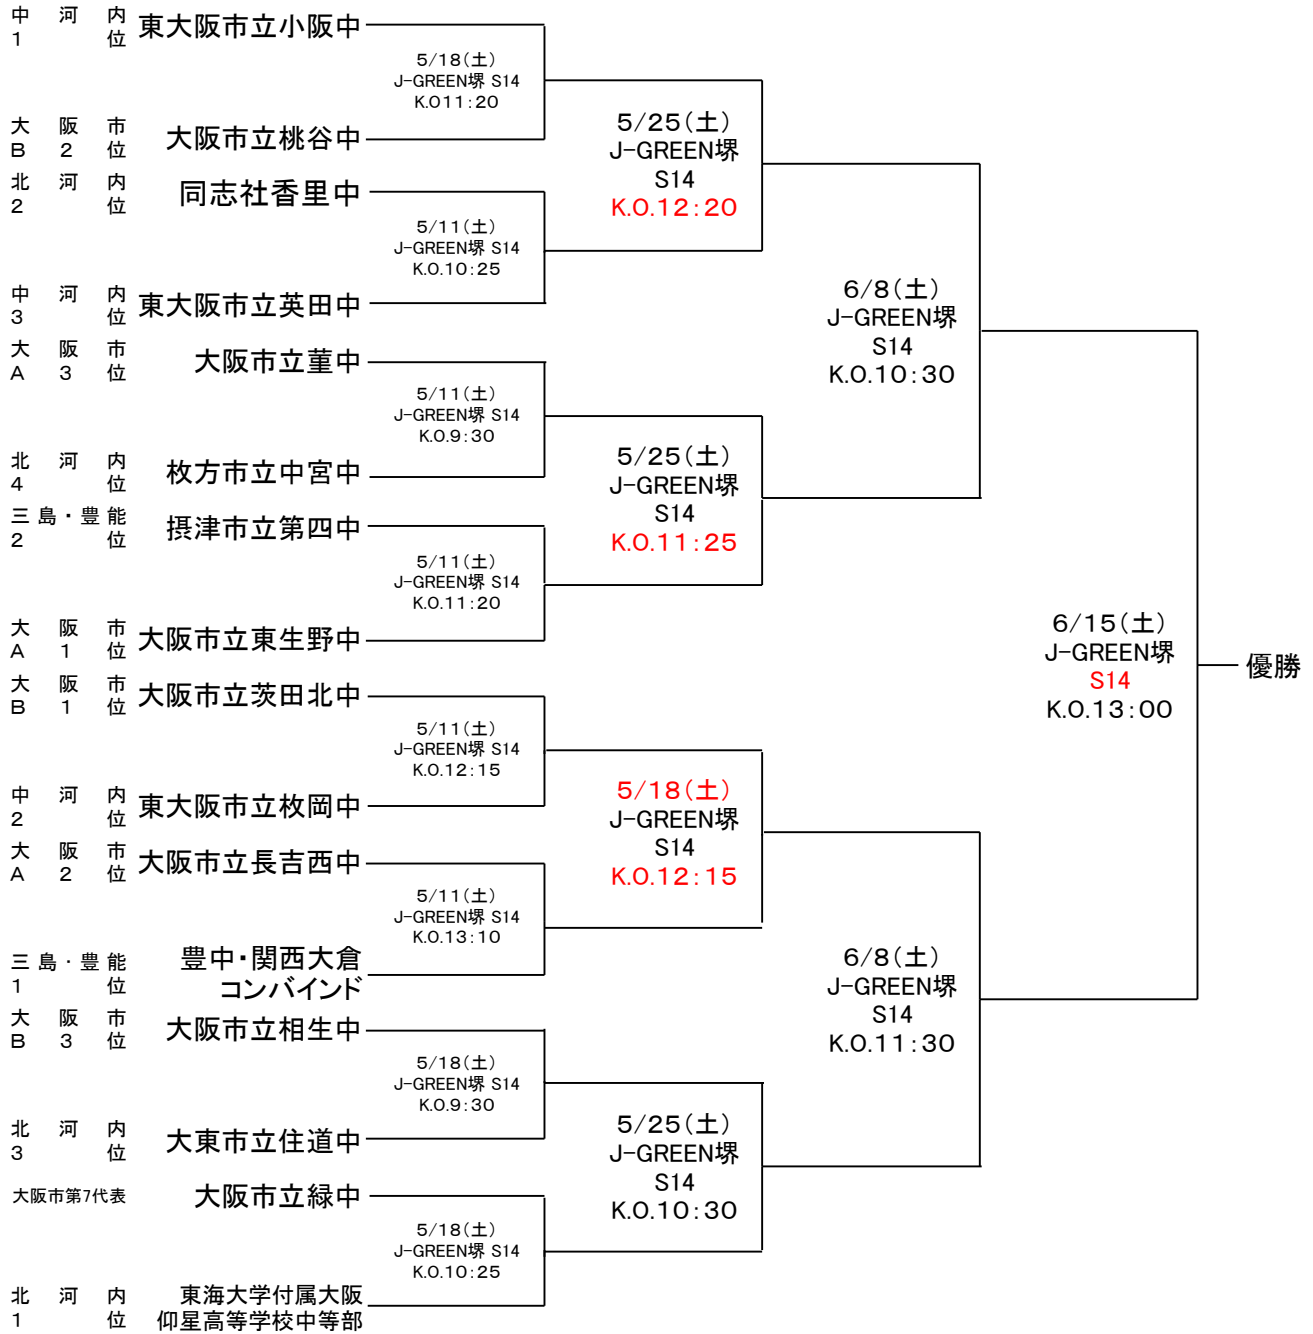 中河内
1位
東大阪市立小阪中
5/18(土)
J-GREEN堺 S14
K.O11:20
大阪市
B2位
大阪市立桃谷中
北河内
2位
同志社香里中
5/11(土)
J-GREEN堺 S14
K.O.10:25
中河内
3位
東大阪市立英田中
5/25(土)
J-GREEN堺
S14
K.O.12:20
大阪市
A3位
大阪市立菫中
5/11(土)
J-GREEN堺 S14
K.O.9:30
北河内
4位
枚方市立中宮中
三島・豊能
2位
摂津市立第四中
5/11(土)
J-GREEN堺 S14
K.O.11:20
大阪市
A1位
大阪市立東生野中
5/25(土)
J-GREEN堺
S14
K.O.11:25
6/8(土)
J-GREEN堺
S14
K.O.10:30
大阪市
B1位
大阪市立茨田北中
5/11(土)
J-GREEN堺 S14
K.O.12:15
中河内
2位
東大阪市立枚岡中
大阪市
A2位
大阪市立長吉西中
5/11(土)
J-GREEN堺 S14
K.O.13:10
三島・豊能
1位
豊中・関西大倉
コンバインド
5/18(土)
J-GREEN堺
S14
K.O.12:15
大阪市
B3位
大阪市立相生中
5/18(土)
J-GREEN堺 S14
K.O.9:30
北河内
3位
大東市立住道中
大阪市第7代表
大阪市立緑中
5/18(土)
J-GREEN堺 S14
K.O.10:25
北河内
1位
東海大学付属大阪
仰星高等学校中等部
5/25(土)
J-GREEN堺
S14
K.O.10:30
6/8(土)
J-GREEN堺
S14
K.O.11:30
6/15(土)
J-GREEN堺
S14
K.O.13:00
優勝